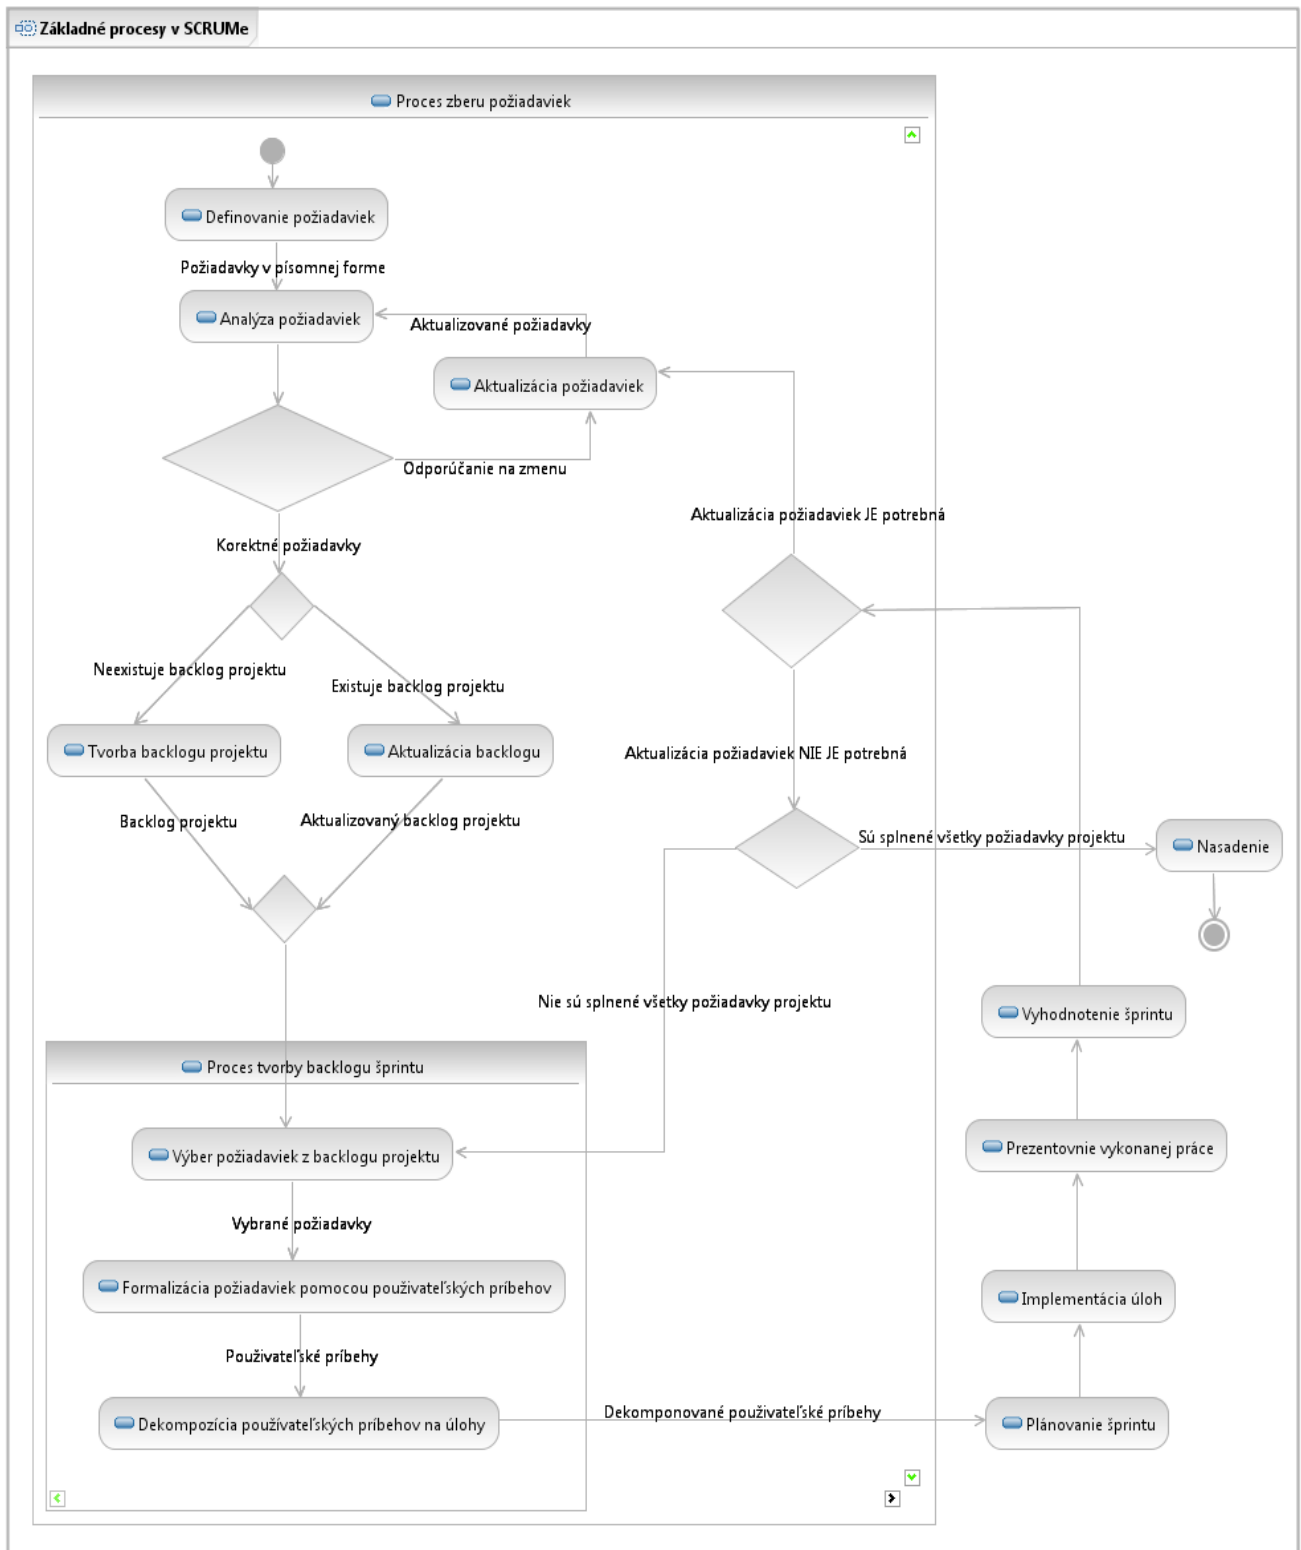 Základné procesy v SCRUMe
Proces zberu požiadaviek
Definovanie požiadaviek
Požiadavky v písomnej forme
Analýza požiadaviek
Aktualizované požiadavky
Aktualizácia požiadaviek
Odporúčanie na zmenu
Aktualizácia požiadaviek JE potrebná
Korektné požiadavky
Neexistuje backlog projektu
Existuje backlog projektu
Tvorba backlogu projektu
Aktualizácia backlogu
Aktualizácia požiadaviek NIE JE potrebná
Backlog projektu
Aktualizovaný backlog projektu
Sú splnené všetky požiadavky projektu
Nasadenie
Nie sú splnené všetky požiadavky projektu
Vyhodnotenie šprintu
Proces tvorby backlogu šprintu
Výber požiadaviek z backlogu projektu
Prezentovnie vykonanej práce
Vybrané požiadavky
Formalizácia požiadaviek pomocou použivateľských príbehov
Implementácia úloh
Použivateľské príbehy
Dekompozícia používateľských príbehov na úlohy
Dekomponované použivateľské príbehy
Plánovanie šprintu